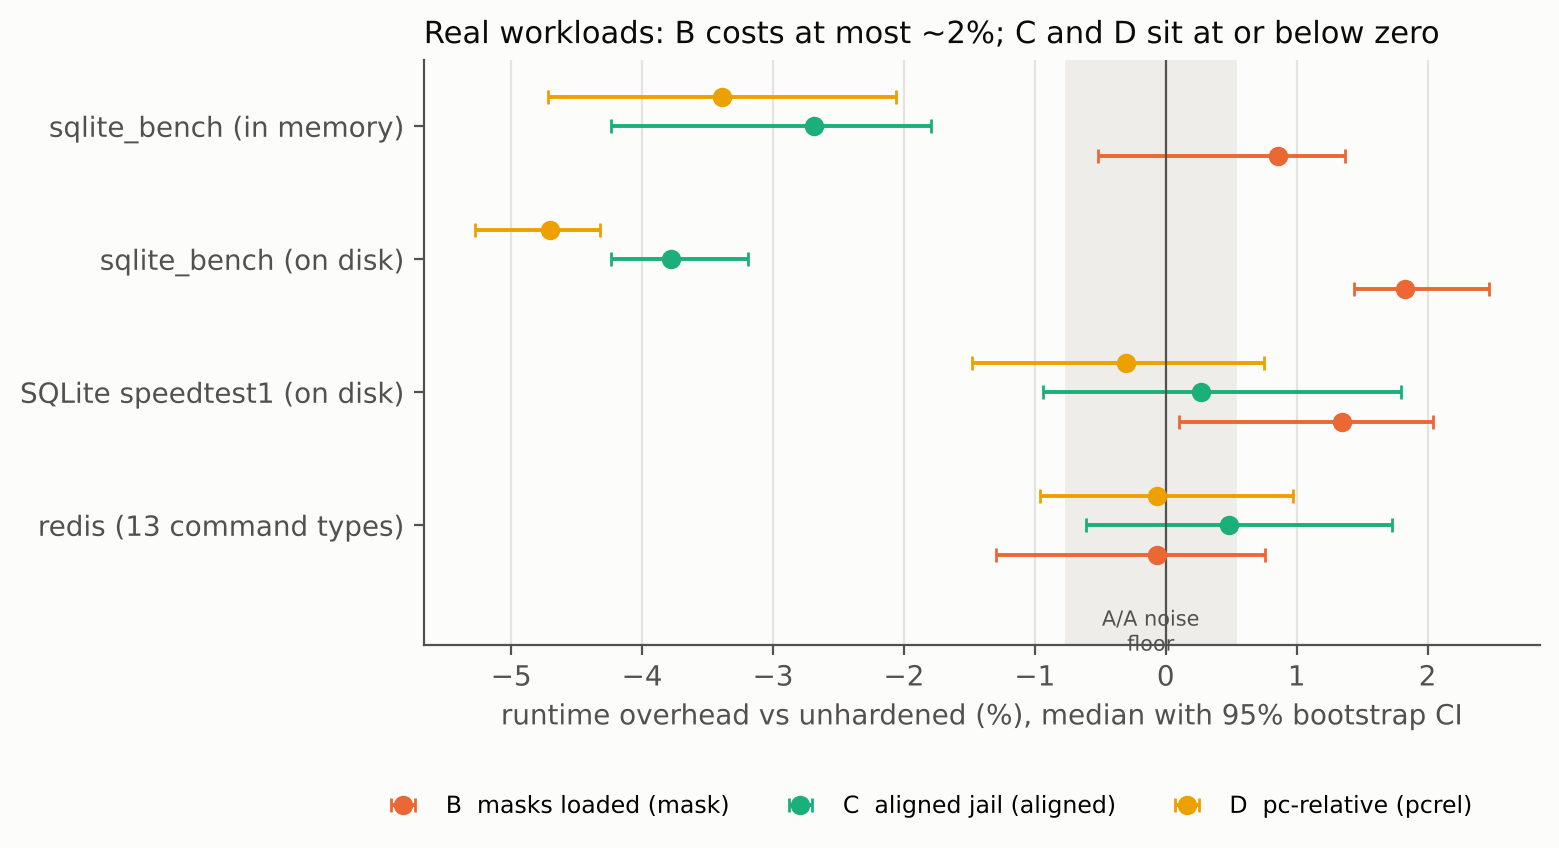 Real workloads: B costs at most ~2%; C and D sit at or below zero
sqlite_bench (in memory)
sqlite_bench (on disk)
SQLite speedtest1 (on disk)
redis (13 command types)
A/A noise
floor
−5 −4 −3 −2 −1 0 1 2
runtime overhead vs unhardened (%), median with 95% bootstrap CI
B masks loaded (mask) C aligned jail (aligned) D pc-relative (pcrel)